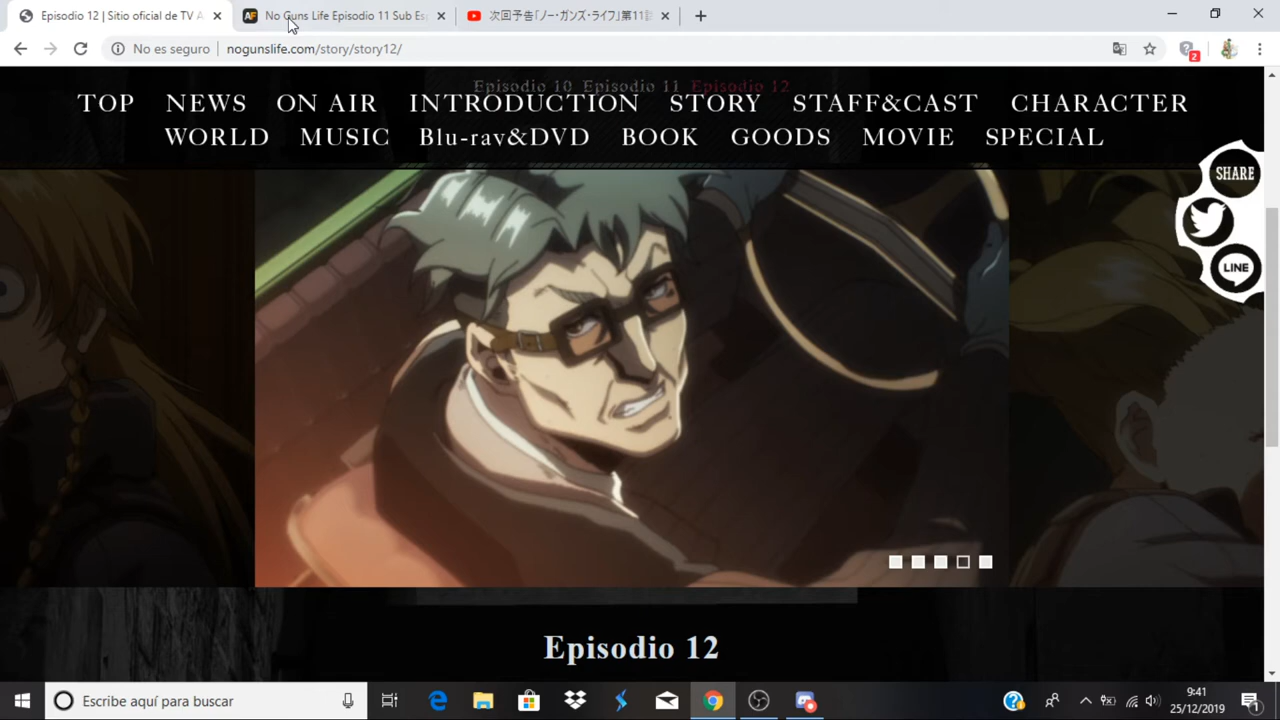 Episodio 12 | Sitio oficial de TV A
No Guns Life Episodio 11 Sub Es
次回予告「ノー・ガンズ・ライフ」第11話
No es seguro
nogunslife.com/story/story12/
2
Episodio 10 Episodio 11 Episodio 12
TOP NEWS ON AIR INTRODUCTION STORY STAFF&CAST CHARACTER
WORLD MUSIC Blu-ray&DVD BOOK GOODS MOVIE SPECIAL
SHARE
LINE
Episodio 12
Escribe aquí para buscar
9:41
25/12/2019
1